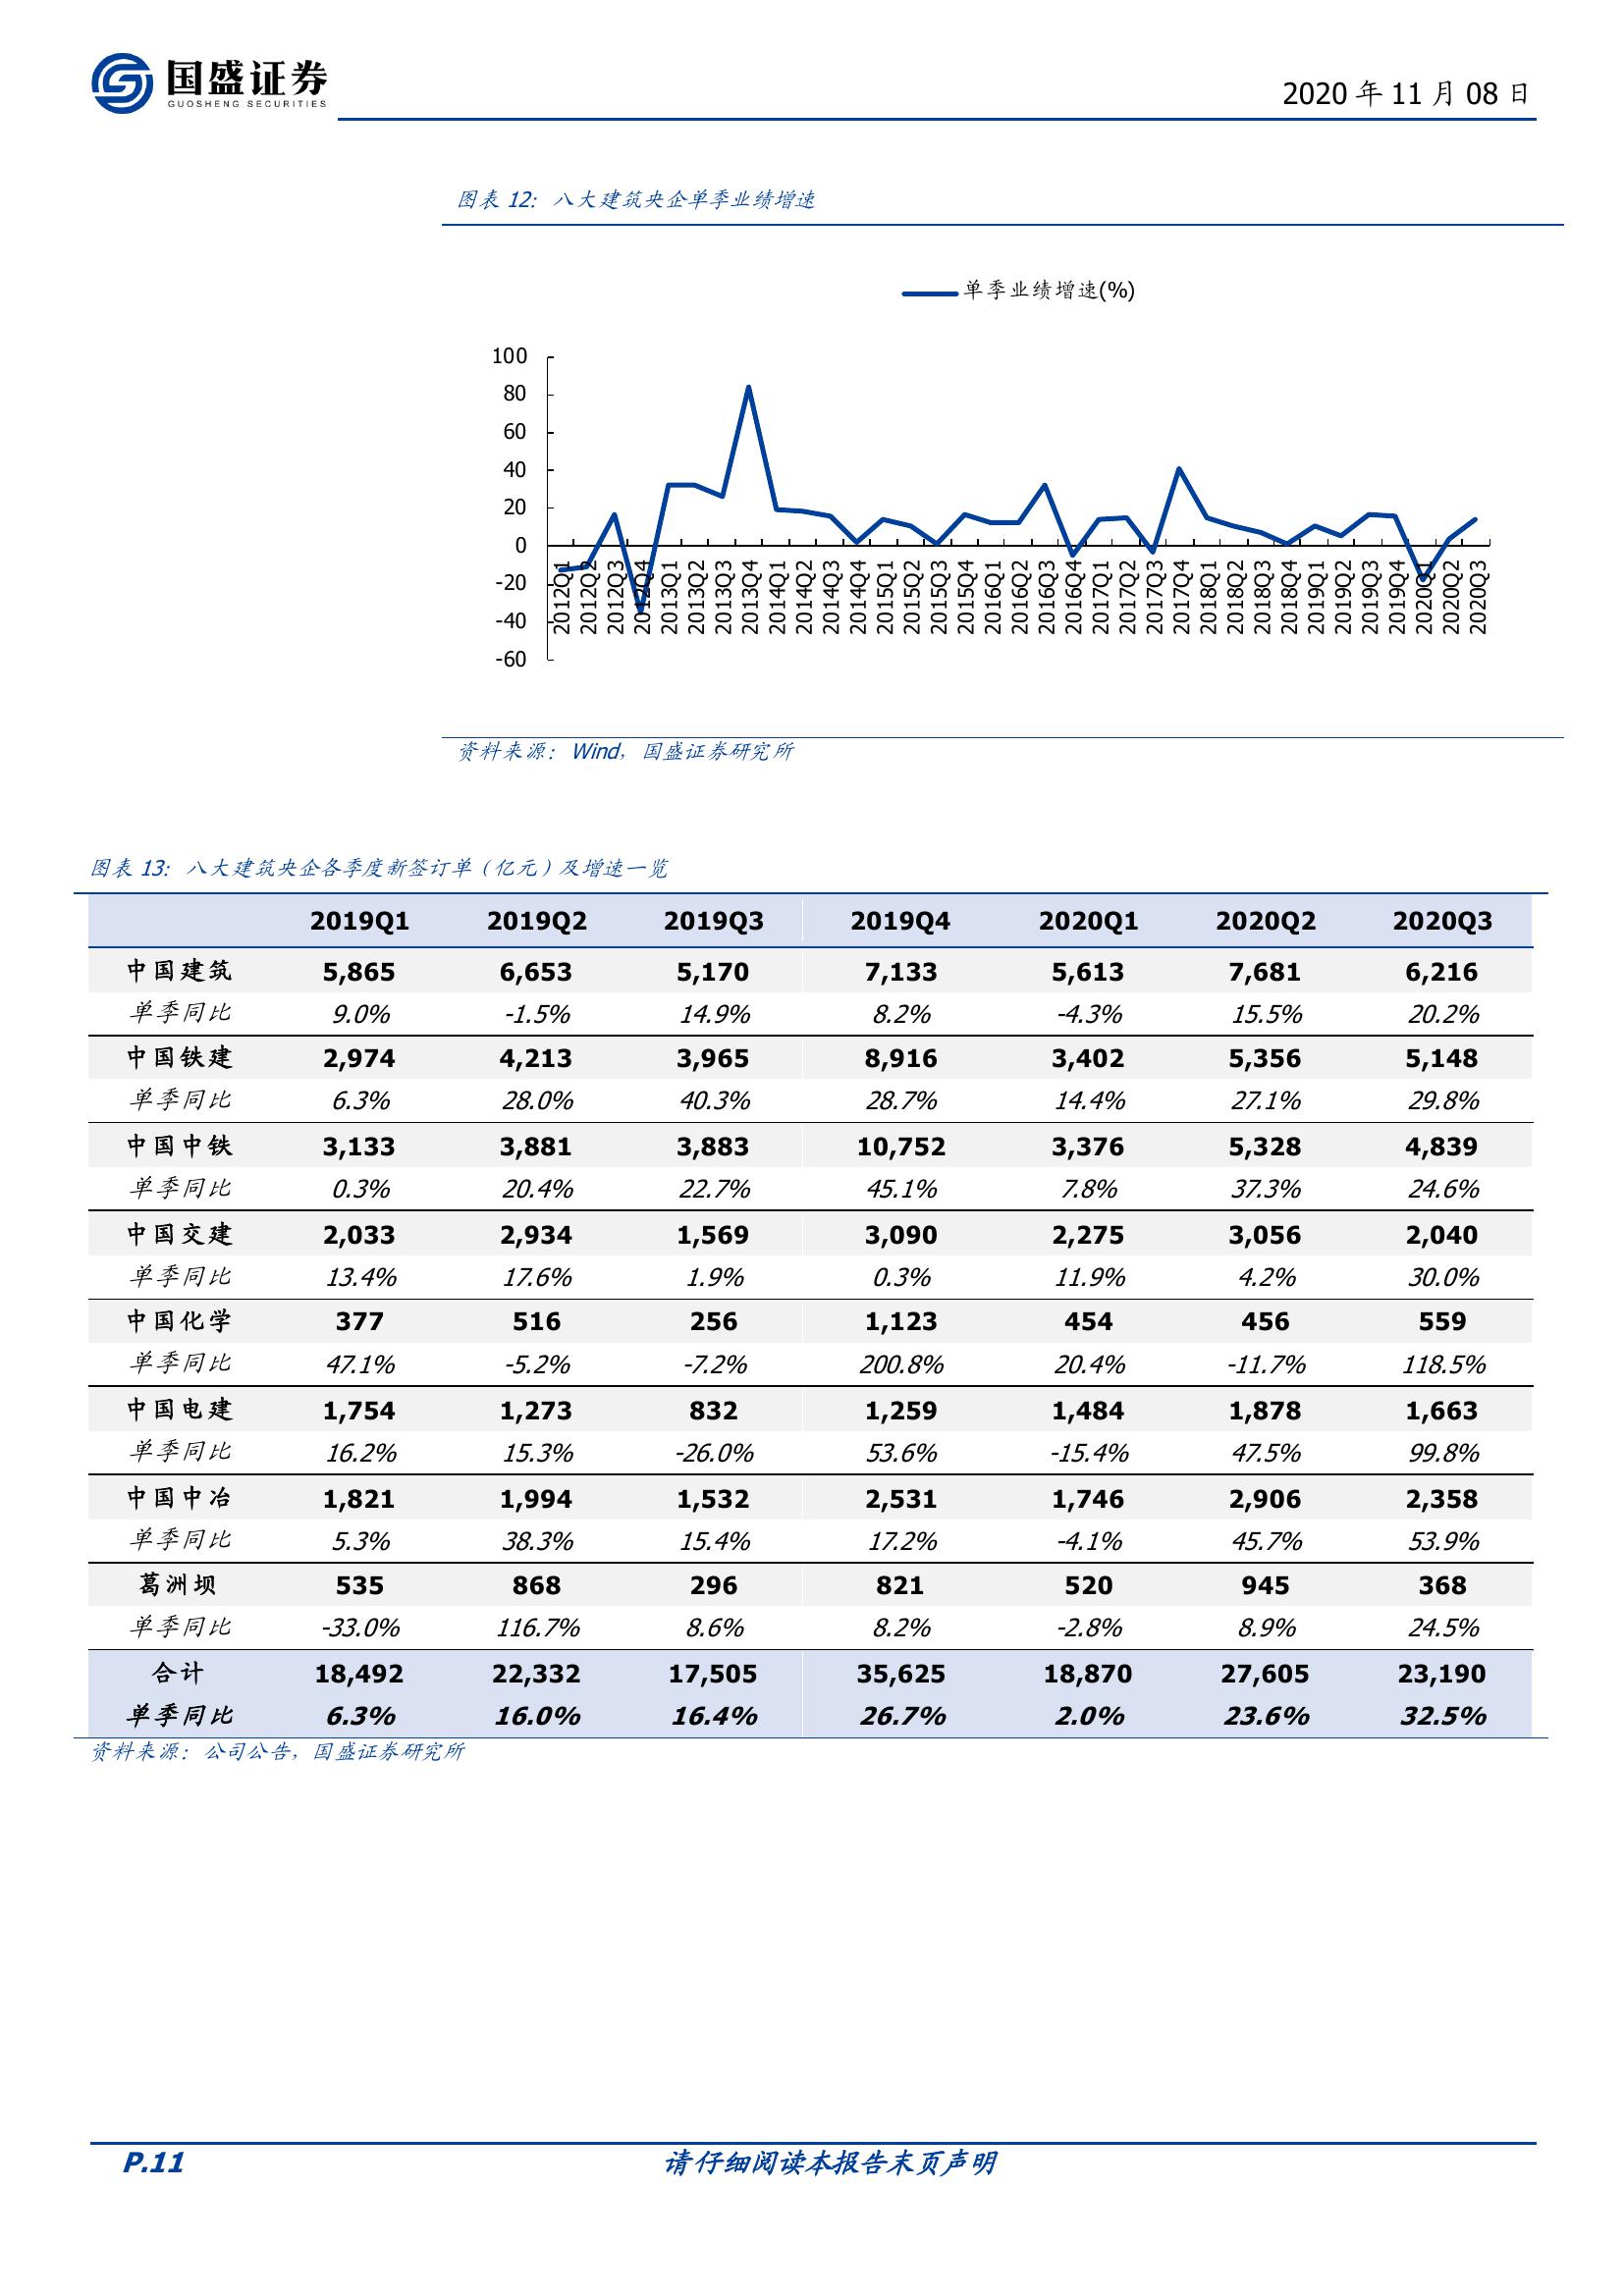 国盛证券
GUOSHENG SECURITIES
2020 年 11 月 08 日
图表 12：八大建筑央企单季业绩增速
单季业绩增速(%)
100
80
60
40
20
0
-20
-40
-60
2012Q1 2012Q2 2012Q3 2012Q4 2013Q1 2013Q2 2013Q3 2013Q4 2014Q1 2014Q2 2014Q3 2014Q4 2015Q1 2015Q2 2015Q3 2015Q4 2016Q1 2016Q2 2016Q3 2016Q4 2017Q1 2017Q2 2017Q3 2017Q4 2018Q1 2018Q2 2018Q3 2018Q4 2019Q1 2019Q2 2019Q3 2019Q4 2020Q1 2020Q2 2020Q3
资料来源：Wind，国盛证券研究所
图表 13：八大建筑央企各季度新签订单（亿元）及增速一览
2019Q1 2019Q2 2019Q3 2019Q4 2020Q1 2020Q2 2020Q3
中国建筑 5,865 6,653 5,170 7,133 5,613 7,681 6,216
单季同比 9.0% -1.5% 14.9% 8.2% -4.3% 15.5% 20.2%
中国铁建 2,974 4,213 3,965 8,916 3,402 5,356 5,148
单季同比 6.3% 28.0% 40.3% 28.7% 14.4% 27.1% 29.8%
中国中铁 3,133 3,881 3,883 10,752 3,376 5,328 4,839
单季同比 0.3% 20.4% 22.7% 45.1% 7.8% 37.3% 24.6%
中国交建 2,033 2,934 1,569 3,090 2,275 3,056 2,040
单季同比 13.4% 17.6% 1.9% 0.3% 11.9% 4.2% 30.0%
中国化学 377 516 256 1,123 454 456 559
单季同比 47.1% -5.2% -7.2% 200.8% 20.4% -11.7% 118.5%
中国电建 1,754 1,273 832 1,259 1,484 1,878 1,663
单季同比 16.2% 15.3% -26.0% 53.6% -15.4% 47.5% 99.8%
中国中冶 1,821 1,994 1,532 2,531 1,746 2,906 2,358
单季同比 5.3% 38.3% 15.4% 17.2% -4.1% 45.7% 53.9%
葛洲坝 535 868 296 821 520 945 368
单季同比 -33.0% 116.7% 8.6% 8.2% -2.8% 8.9% 24.5%
合计 18,492 22,332 17,505 35,625 18,870 27,605 23,190
单季同比 6.3% 16.0% 16.4% 26.7% 2.0% 23.6% 32.5%
资料来源：公司公告，国盛证券研究所
P.11 请仔细阅读本报告末页声明